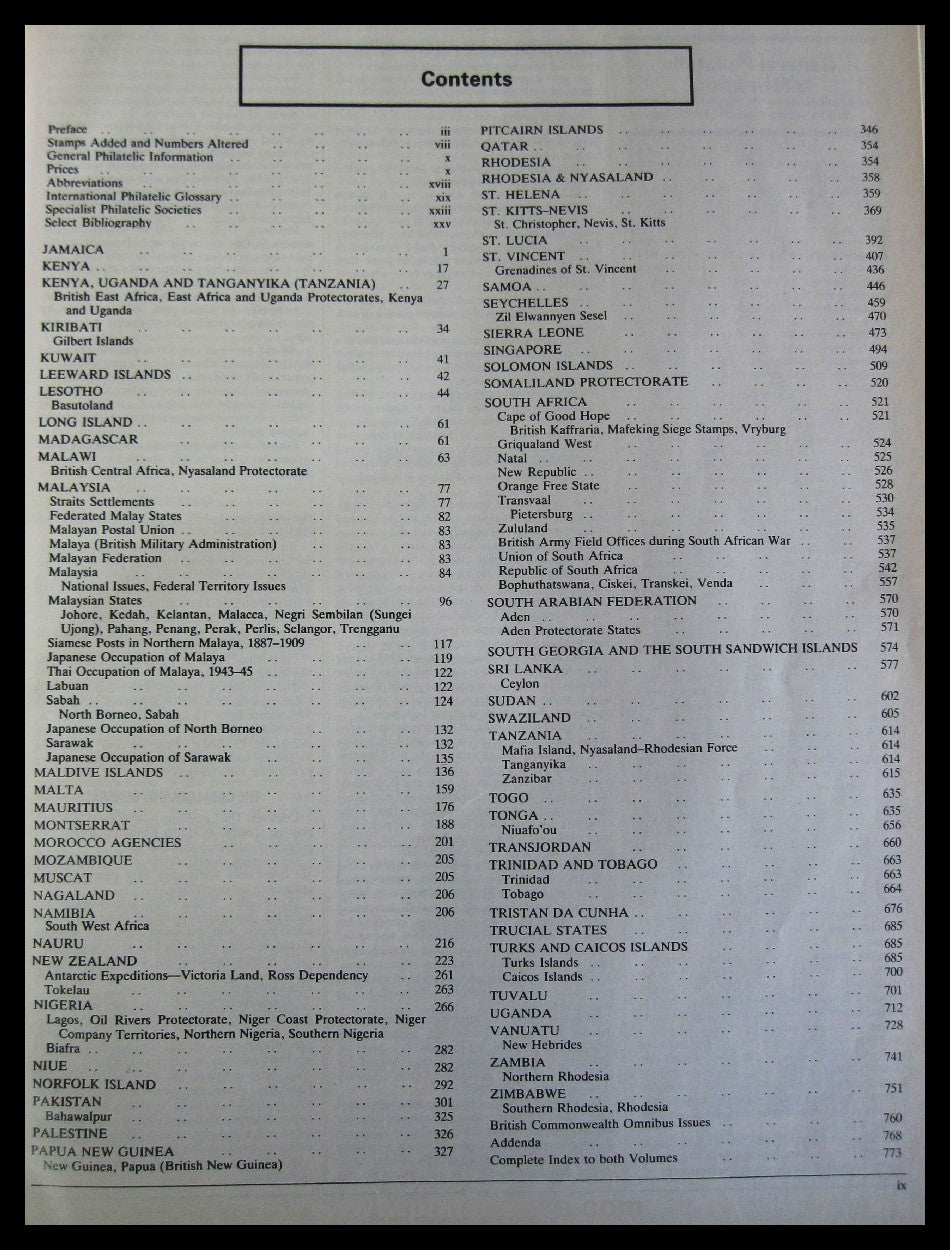 Contents
Preface .. .. .. .. .. .. .. .. iii
Stamps Added and Numbers Altered .. .. .. .. viii
General Philatelic Information .. .. .. .. .. x
Prices .. .. .. .. .. .. .. .. x
Abbreviations .. .. .. .. .. .. .. xviii
International Philatelic Glossary .. .. .. .. .. xix
Specialist Philatelic Societies .. .. .. .. .. xxiii
Select Bibliography .. .. .. .. .. .. xxv
JAMAICA .. .. .. .. .. .. .. 1
KENYA .. .. .. .. .. .. .. .. 17
KENYA, UGANDA AND TANGANYIKA (TANZANIA) .. 27
British East Africa, East Africa and Uganda Protectorates, Kenya
and Uganda
KIRIBATI .. .. .. .. .. .. .. 34
Gilbert Islands
KUWAIT .. .. .. .. .. .. .. 41
LEEWARD ISLANDS .. .. .. .. .. .. 42
LESOTHO .. .. .. .. .. .. .. 44
Basutoland
LONG ISLAND .. .. .. .. .. .. .. 61
MADAGASCAR .. .. .. .. .. .. 61
MALAWI .. .. .. .. .. .. .. 63
British Central Africa, Nyasaland Protectorate
MALAYSIA .. .. .. .. .. .. .. 77
Straits Settlements .. .. .. .. .. .. 77
Federated Malay States .. .. .. .. .. 82
Malayan Postal Union .. .. .. .. .. .. 83
Malaya (British Military Administration) .. .. .. 83
Malayan Federation .. .. .. .. .. .. 83
Malaysia .. .. .. .. .. .. .. 84
National Issues, Federal Territory Issues
Malaysian States .. .. .. .. .. .. 96
Johore, Kedah, Kelantan, Malacca, Negri Sembilan (Sungei
Ujong), Pahang, Penang, Perak, Perlis, Selangor, Trengganu
Siamese Posts in Northern Malaya, 1887–1909 .. .. 117
Japanese Occupation of Malaya .. .. .. .. 119
Thai Occupation of Malaya, 1943–45 .. .. .. .. 122
Labuan .. .. .. .. .. .. .. 122
Sabah .. .. .. .. .. .. .. .. 124
North Borneo, Sabah
Japanese Occupation of North Borneo .. .. .. 132
Sarawak .. .. .. .. .. .. .. 132
Japanese Occupation of Sarawak .. .. .. .. 135
MALDIVE ISLANDS .. .. .. .. .. .. 136
MALTA .. .. .. .. .. .. .. 159
MAURITIUS .. .. .. .. .. .. .. 176
MONTSERRAT .. .. .. .. .. .. 188
MOROCCO AGENCIES .. .. .. .. .. 201
MOZAMBIQUE .. .. .. .. .. .. 205
MUSCAT .. .. .. .. .. .. .. 205
NAGALAND .. .. .. .. .. .. .. 206
NAMIBIA .. .. .. .. .. .. .. 206
South West Africa
NAURU .. .. .. .. .. .. .. 216
NEW ZEALAND .. .. .. .. .. .. .. 223
Antarctic Expeditions—Victoria Land, Ross Dependency .. 261
Tokelau .. .. .. .. .. .. .. 263
NIGERIA .. .. .. .. .. .. .. 266
Lagos, Oil Rivers Protectorate, Niger Coast Protectorate, Niger
Company Territories, Northern Nigeria, Southern Nigeria
Biafra .. .. .. .. .. .. .. .. 282
NIUE .. .. .. .. .. .. .. .. 282
NORFOLK ISLAND .. .. .. .. .. .. 292
PAKISTAN .. .. .. .. .. .. .. 301
Bahawalpur .. .. .. .. .. .. .. 325
PALESTINE .. .. .. .. .. .. .. 326
PAPUA NEW GUINEA .. .. .. .. .. 327
New Guinea, Papua (British New Guinea)
PITCAIRN ISLANDS .. .. .. .. .. .. 346
QATAR .. .. .. .. .. .. .. .. 354
RHODESIA .. .. .. .. .. .. .. 354
RHODESIA & NYASALAND .. .. .. .. .. 358
ST. HELENA .. .. .. .. .. .. .. 359
ST. KITTS–NEVIS .. .. .. .. .. .. 369
St. Christopher, Nevis, St. Kitts
ST. LUCIA .. .. .. .. .. .. .. 392
ST. VINCENT .. .. .. .. .. .. .. 407
Grenadines of St. Vincent .. .. .. .. .. 436
SAMOA .. .. .. .. .. .. .. .. 446
SEYCHELLES .. .. .. .. .. .. .. 459
Zil Elwannyen Sesel .. .. .. .. .. .. 470
SIERRA LEONE .. .. .. .. .. .. 473
SINGAPORE .. .. .. .. .. .. .. 494
SOLOMON ISLANDS .. .. .. .. .. .. 509
SOMALILAND PROTECTORATE .. .. .. .. 520
SOUTH AFRICA .. .. .. .. .. .. 521
Cape of Good Hope .. .. .. .. .. .. 521
British Kaffraria, Mafeking Siege Stamps, Vryburg
Griqualand West .. .. .. .. .. .. 524
Natal .. .. .. .. .. .. .. .. 525
New Republic .. .. .. .. .. .. .. 526
Orange Free State .. .. .. .. .. .. 528
Transvaal .. .. .. .. .. .. .. 530
Pietersburg .. .. .. .. .. .. .. 534
Zululand .. .. .. .. .. .. .. 535
British Army Field Offices during South African War .. .. 537
Union of South Africa .. .. .. .. .. 537
Republic of South Africa .. .. .. .. .. 542
Bophuthatswana, Ciskei, Transkei, Venda .. .. .. 557
SOUTH ARABIAN FEDERATION .. .. .. .. 570
Aden .. .. .. .. .. .. .. .. 570
Aden Protectorate States .. .. .. .. .. 571
SOUTH GEORGIA AND THE SOUTH SANDWICH ISLANDS 574
SRI LANKA .. .. .. .. .. .. .. 577
Ceylon
SUDAN .. .. .. .. .. .. .. .. 602
SWAZILAND .. .. .. .. .. .. .. 605
TANZANIA .. .. .. .. .. .. .. 614
Mafia Island, Nyasaland–Rhodesian Force .. .. .. 614
Tanganyika .. .. .. .. .. .. .. 614
Zanzibar .. .. .. .. .. .. .. 615
TOGO .. .. .. .. .. .. .. .. 635
TONGA .. .. .. .. .. .. .. .. 635
Niuafo'ou .. .. .. .. .. .. .. 656
TRANSJORDAN .. .. .. .. .. .. 660
TRINIDAD AND TOBAGO .. .. .. .. .. 663
Trinidad .. .. .. .. .. .. .. 663
Tobago .. .. .. .. .. .. .. 664
TRISTAN DA CUNHA .. .. .. .. .. .. 676
TRUCIAL STATES .. .. .. .. .. .. 685
TURKS AND CAICOS ISLANDS .. .. .. .. 685
Turks Islands .. .. .. .. .. .. .. 685
Caicos Islands .. .. .. .. .. .. .. 700
TUVALU .. .. .. .. .. .. .. 701
UGANDA .. .. .. .. .. .. .. 712
VANUATU .. .. .. .. .. .. .. 728
New Hebrides
ZAMBIA .. .. .. .. .. .. .. 741
Northern Rhodesia
ZIMBABWE .. .. .. .. .. .. .. 751
Southern Rhodesia, Rhodesia
British Commonwealth Omnibus Issues .. .. .. .. 760
Addenda .. .. .. .. .. .. .. 768
Complete Index to both Volumes .. .. .. .. 773
ix